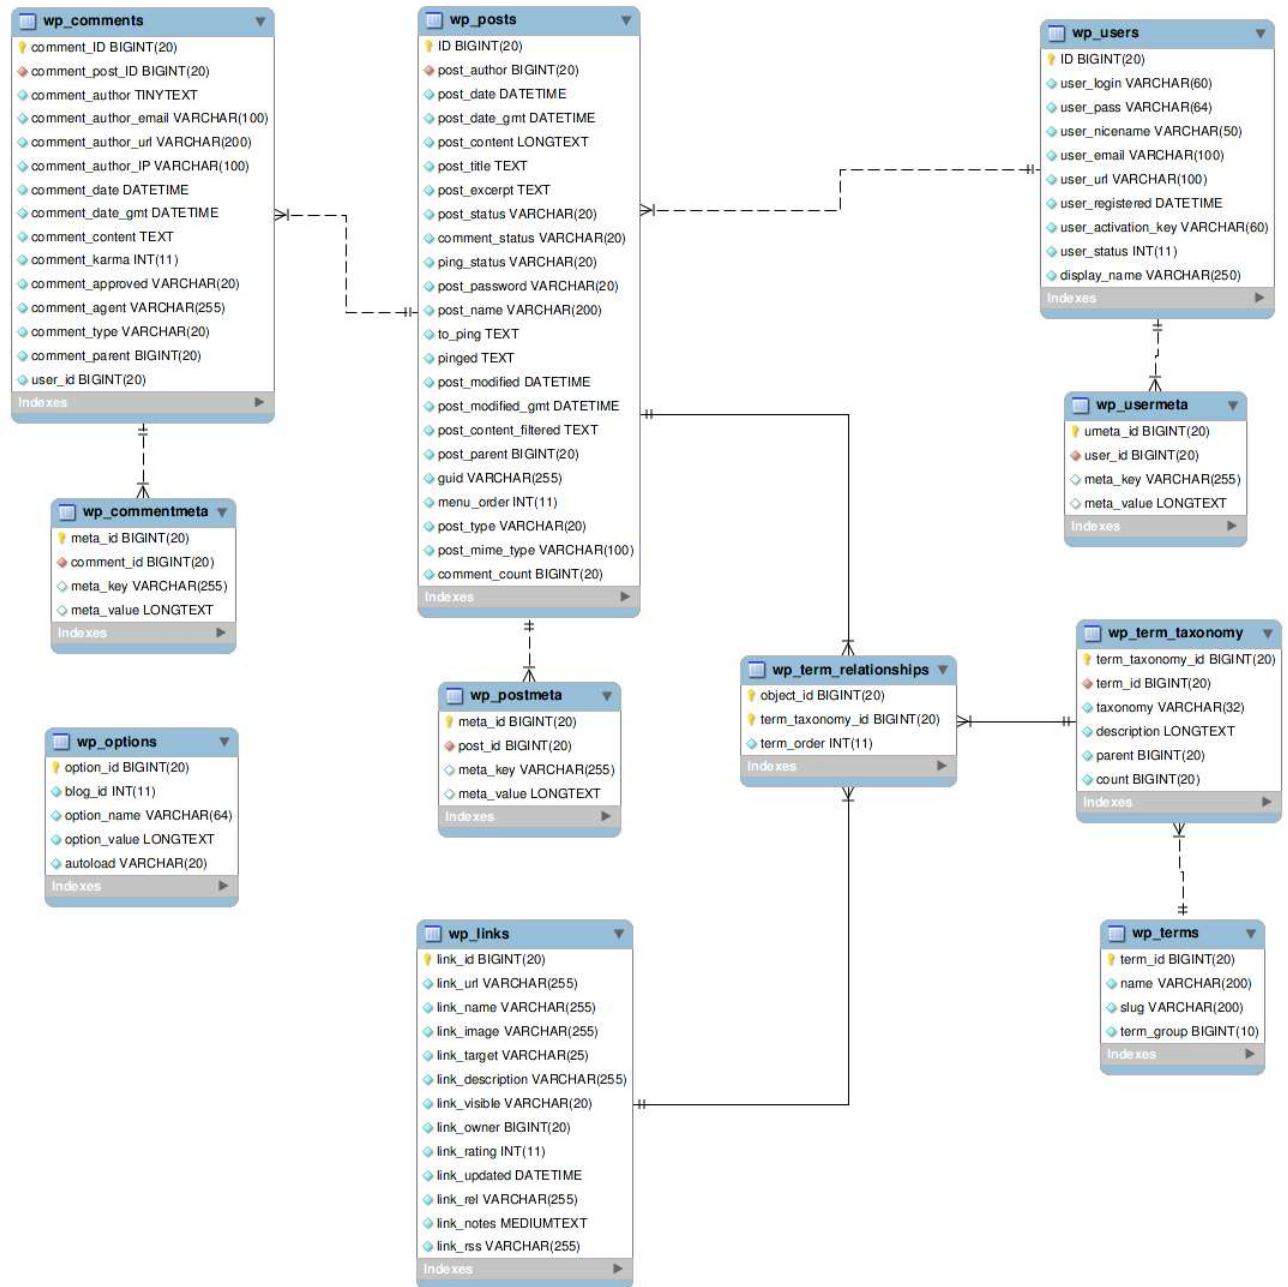 wp_comments
comment_ID BIGINT(20)
comment_post_ID BIGINT(20)
comment_author TINYTEXT
comment_author_email VARCHAR(100)
comment_author_url VARCHAR(200)
comment_author_IP VARCHAR(100)
comment_date DATETIME
comment_date_gmt DATETIME
comment_content TEXT
comment_karma INT(11)
comment_approved VARCHAR(20)
comment_agent VARCHAR(255)
comment_type VARCHAR(20)
comment_parent BIGINT(20)
user_id BIGINT(20)
Indexes
wp_posts
ID BIGINT(20)
post_author BIGINT(20)
post_date DATETIME
post_date_gmt DATETIME
post_content LONGTEXT
post_title TEXT
post_excerpt TEXT
post_status VARCHAR(20)
comment_status VARCHAR(20)
ping_status VARCHAR(20)
post_password VARCHAR(20)
post_name VARCHAR(200)
to_ping TEXT
pinged TEXT
post_modified DATETIME
post_modified_gmt DATETIME
post_content_filtered TEXT
post_parent BIGINT(20)
guid VARCHAR(255)
menu_order INT(11)
post_type VARCHAR(20)
post_mime_type VARCHAR(100)
comment_count BIGINT(20)
Indexes
wp_users
ID BIGINT(20)
user_login VARCHAR(60)
user_pass VARCHAR(64)
user_nicename VARCHAR(50)
user_email VARCHAR(100)
user_url VARCHAR(100)
user_registered DATETIME
user_activation_key VARCHAR(60)
user_status INT(11)
display_name VARCHAR(250)
Indexes
wp_usermeta
umeta_id BIGINT(20)
user_id BIGINT(20)
meta_key VARCHAR(255)
meta_value LONGTEXT
Indexes
wp_commentmeta
meta_id BIGINT(20)
comment_id BIGINT(20)
meta_key VARCHAR(255)
meta_value LONGTEXT
Indexes
wp_postmeta
meta_id BIGINT(20)
post_id BIGINT(20)
meta_key VARCHAR(255)
meta_value LONGTEXT
Indexes
wp_term_relationships
object_id BIGINT(20)
term_taxonomy_id BIGINT(20)
term_order INT(11)
Indexes
wp_term_taxonomy
term_taxonomy_id BIGINT(20)
term_id BIGINT(20)
taxonomy VARCHAR(32)
description LONGTEXT
parent BIGINT(20)
count BIGINT(20)
Indexes
wp_options
option_id BIGINT(20)
blog_id INT(11)
option_name VARCHAR(64)
option_value LONGTEXT
autoload VARCHAR(20)
Indexes
wp_links
link_id BIGINT(20)
link_url VARCHAR(255)
link_name VARCHAR(255)
link_image VARCHAR(255)
link_target VARCHAR(25)
link_description VARCHAR(255)
link_visible VARCHAR(20)
link_owner BIGINT(20)
link_rating INT(11)
link_updated DATETIME
link_rel VARCHAR(255)
link_notes MEDIUMTEXT
link_rss VARCHAR(255)
Indexes
wp_terms
term_id BIGINT(20)
name VARCHAR(200)
slug VARCHAR(200)
term_group BIGINT(10)
Indexes